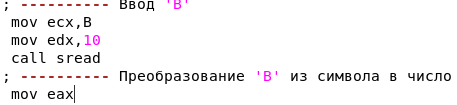 ; ---------- Ввод 'B'
mov ecx,B
mov edx,10
call sread
; ---------- Преобразование 'B' из символа в число
mov eax